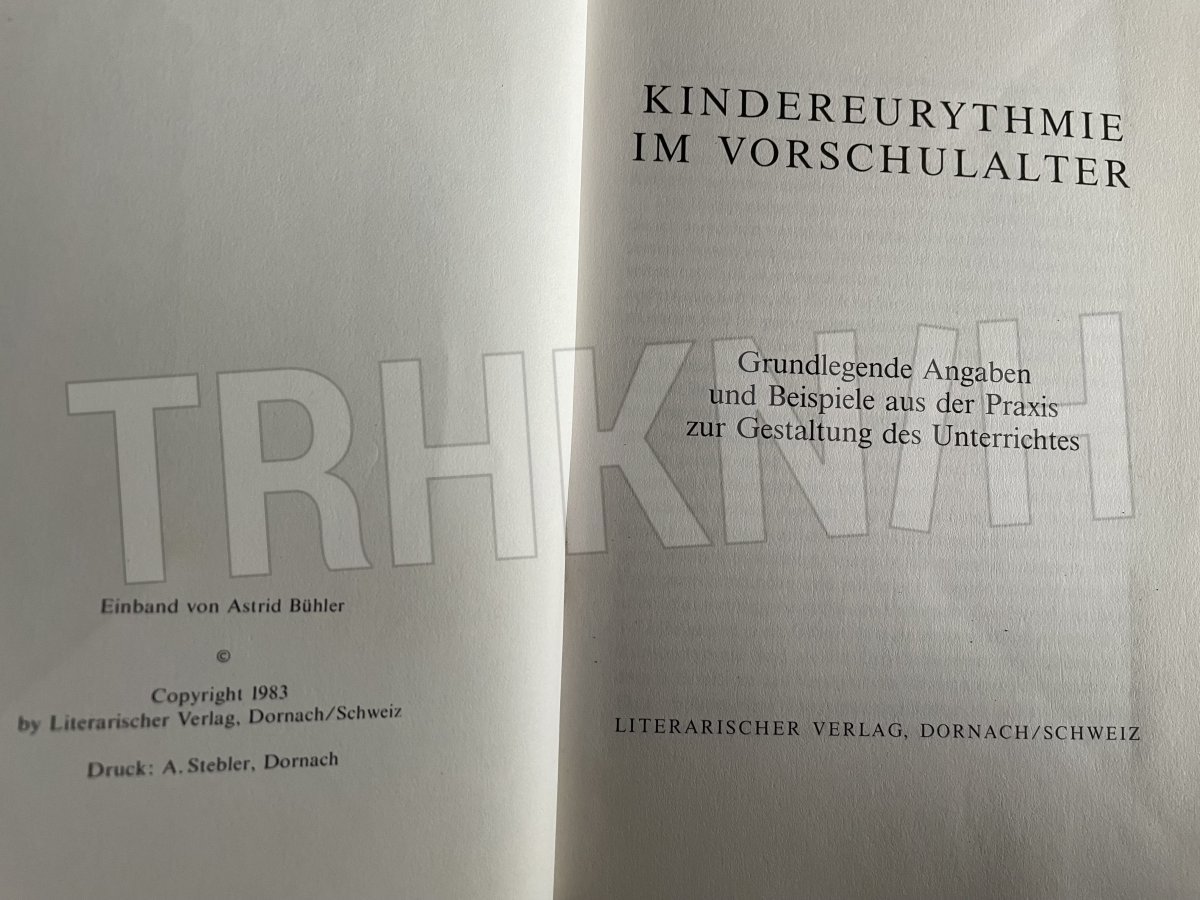 Einband von Astrid Bühler
©
Copyright 1983
by Literarischer Verlag, Dornach/Schweiz
Druck: A. Stebler, Dornach
KINDEREURYTHMIE
IM VORSCHULALTER
Grundlegende Angaben
und Beispiele aus der Praxis
zur Gestaltung des Unterrichtes
LITERARISCHER VERLAG, DORNACH/SCHWEIZ
TRHKN/H